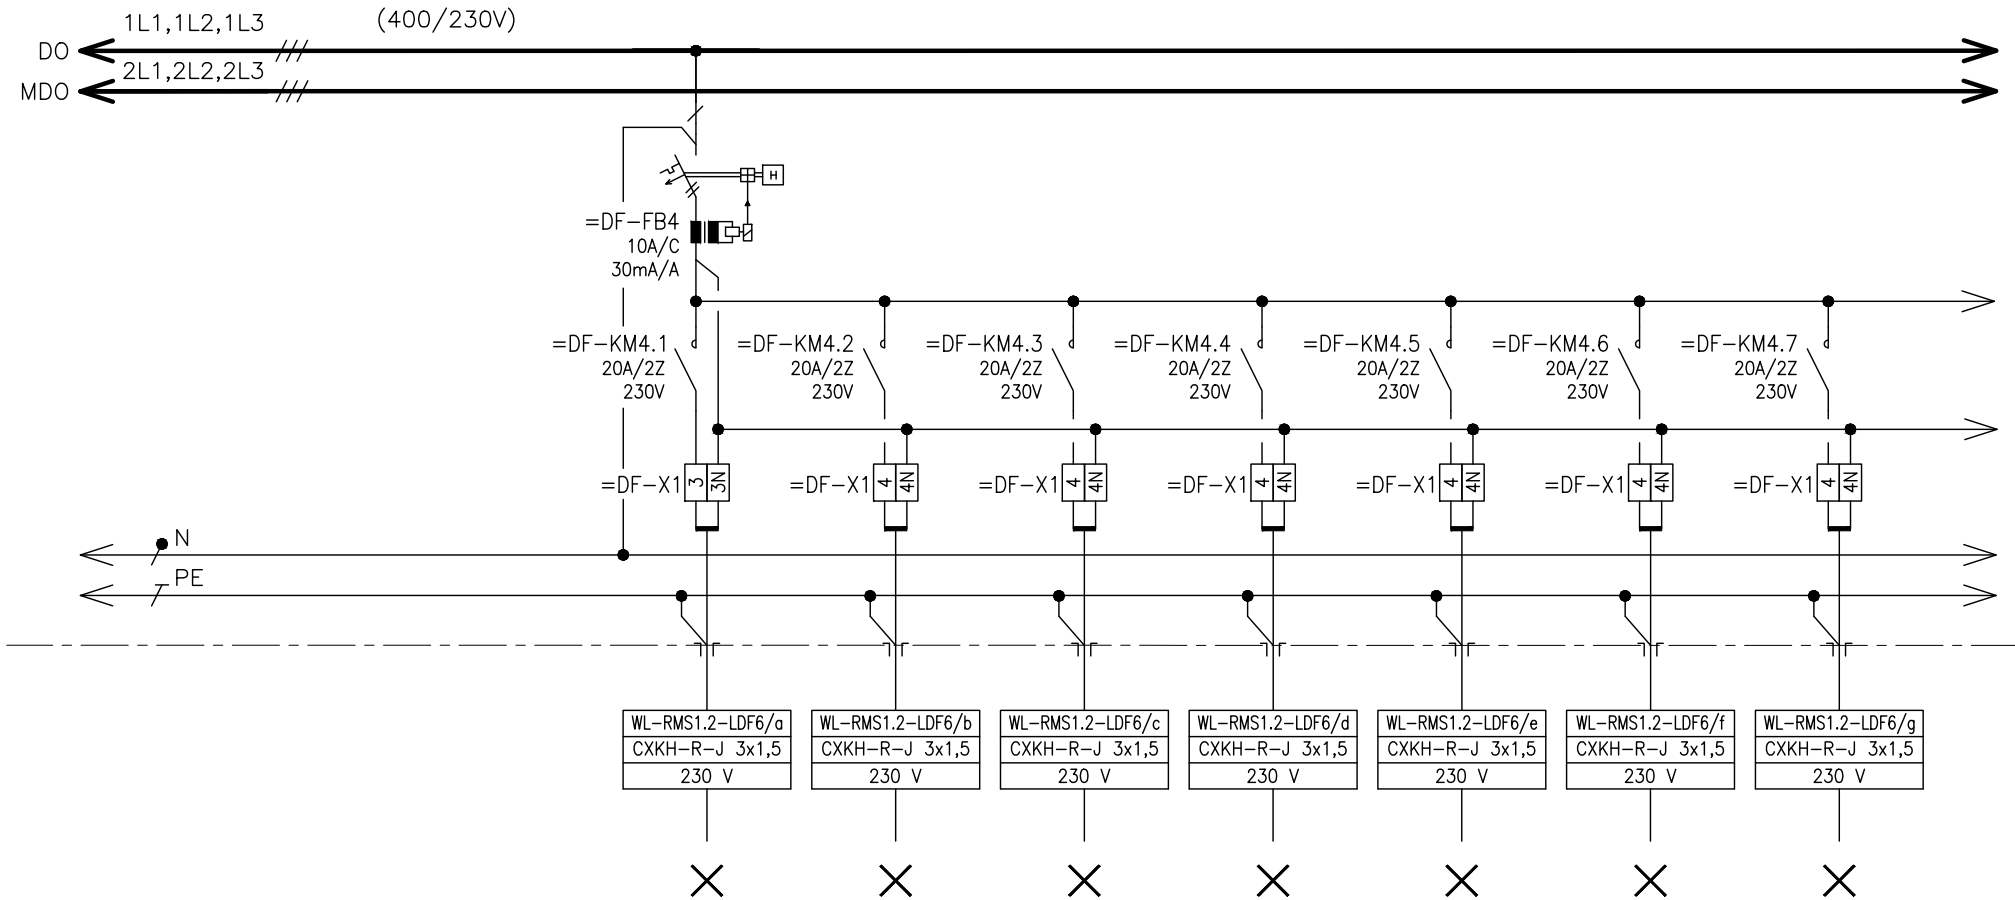 1L1,1L2,1L3
(400/230V)
DO
2L1,2L2,2L3
MDO
H
=DF-FB4
10A/C
30mA/A
=DF-KM4.1
20A/2Z
230V
=DF-KM4.2
20A/2Z
230V
=DF-KM4.3
20A/2Z
230V
=DF-KM4.4
20A/2Z
230V
=DF-KM4.5
20A/2Z
230V
=DF-KM4.6
20A/2Z
230V
=DF-KM4.7
20A/2Z
230V
=DF-X1 3 3N
=DF-X1 4 4N
=DF-X1 4 4N
=DF-X1 4 4N
=DF-X1 4 4N
=DF-X1 4 4N
=DF-X1 4 4N
N
PE
WL-RMS1.2-LDF6/a
CXKH-R-J 3x1,5
230 V
WL-RMS1.2-LDF6/b
CXKH-R-J 3x1,5
230 V
WL-RMS1.2-LDF6/c
CXKH-R-J 3x1,5
230 V
WL-RMS1.2-LDF6/d
CXKH-R-J 3x1,5
230 V
WL-RMS1.2-LDF6/e
CXKH-R-J 3x1,5
230 V
WL-RMS1.2-LDF6/f
CXKH-R-J 3x1,5
230 V
WL-RMS1.2-LDF6/g
CXKH-R-J 3x1,5
230 V